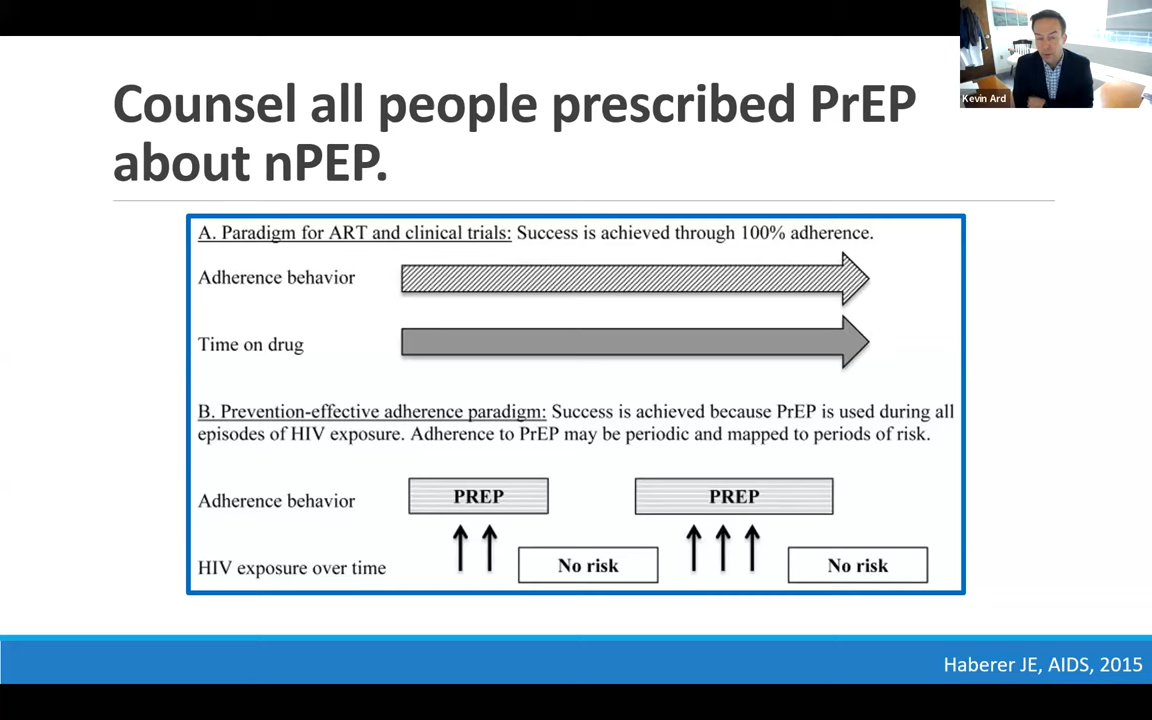 Counsel all people prescribed PrEP
about nPEP.
Kevin Ard
A. Paradigm for ART and clinical trials: Success is achieved through 100% adherence.
Adherence behavior
Time on drug
B. Prevention-effective adherence paradigm: Success is achieved because PrEP is used during all
episodes of HIV exposure. Adherence to PrEP may be periodic and mapped to periods of risk.
Adherence behavior
PREP
PREP
HIV exposure over time
No risk
No risk
Haberer JE, AIDS, 2015